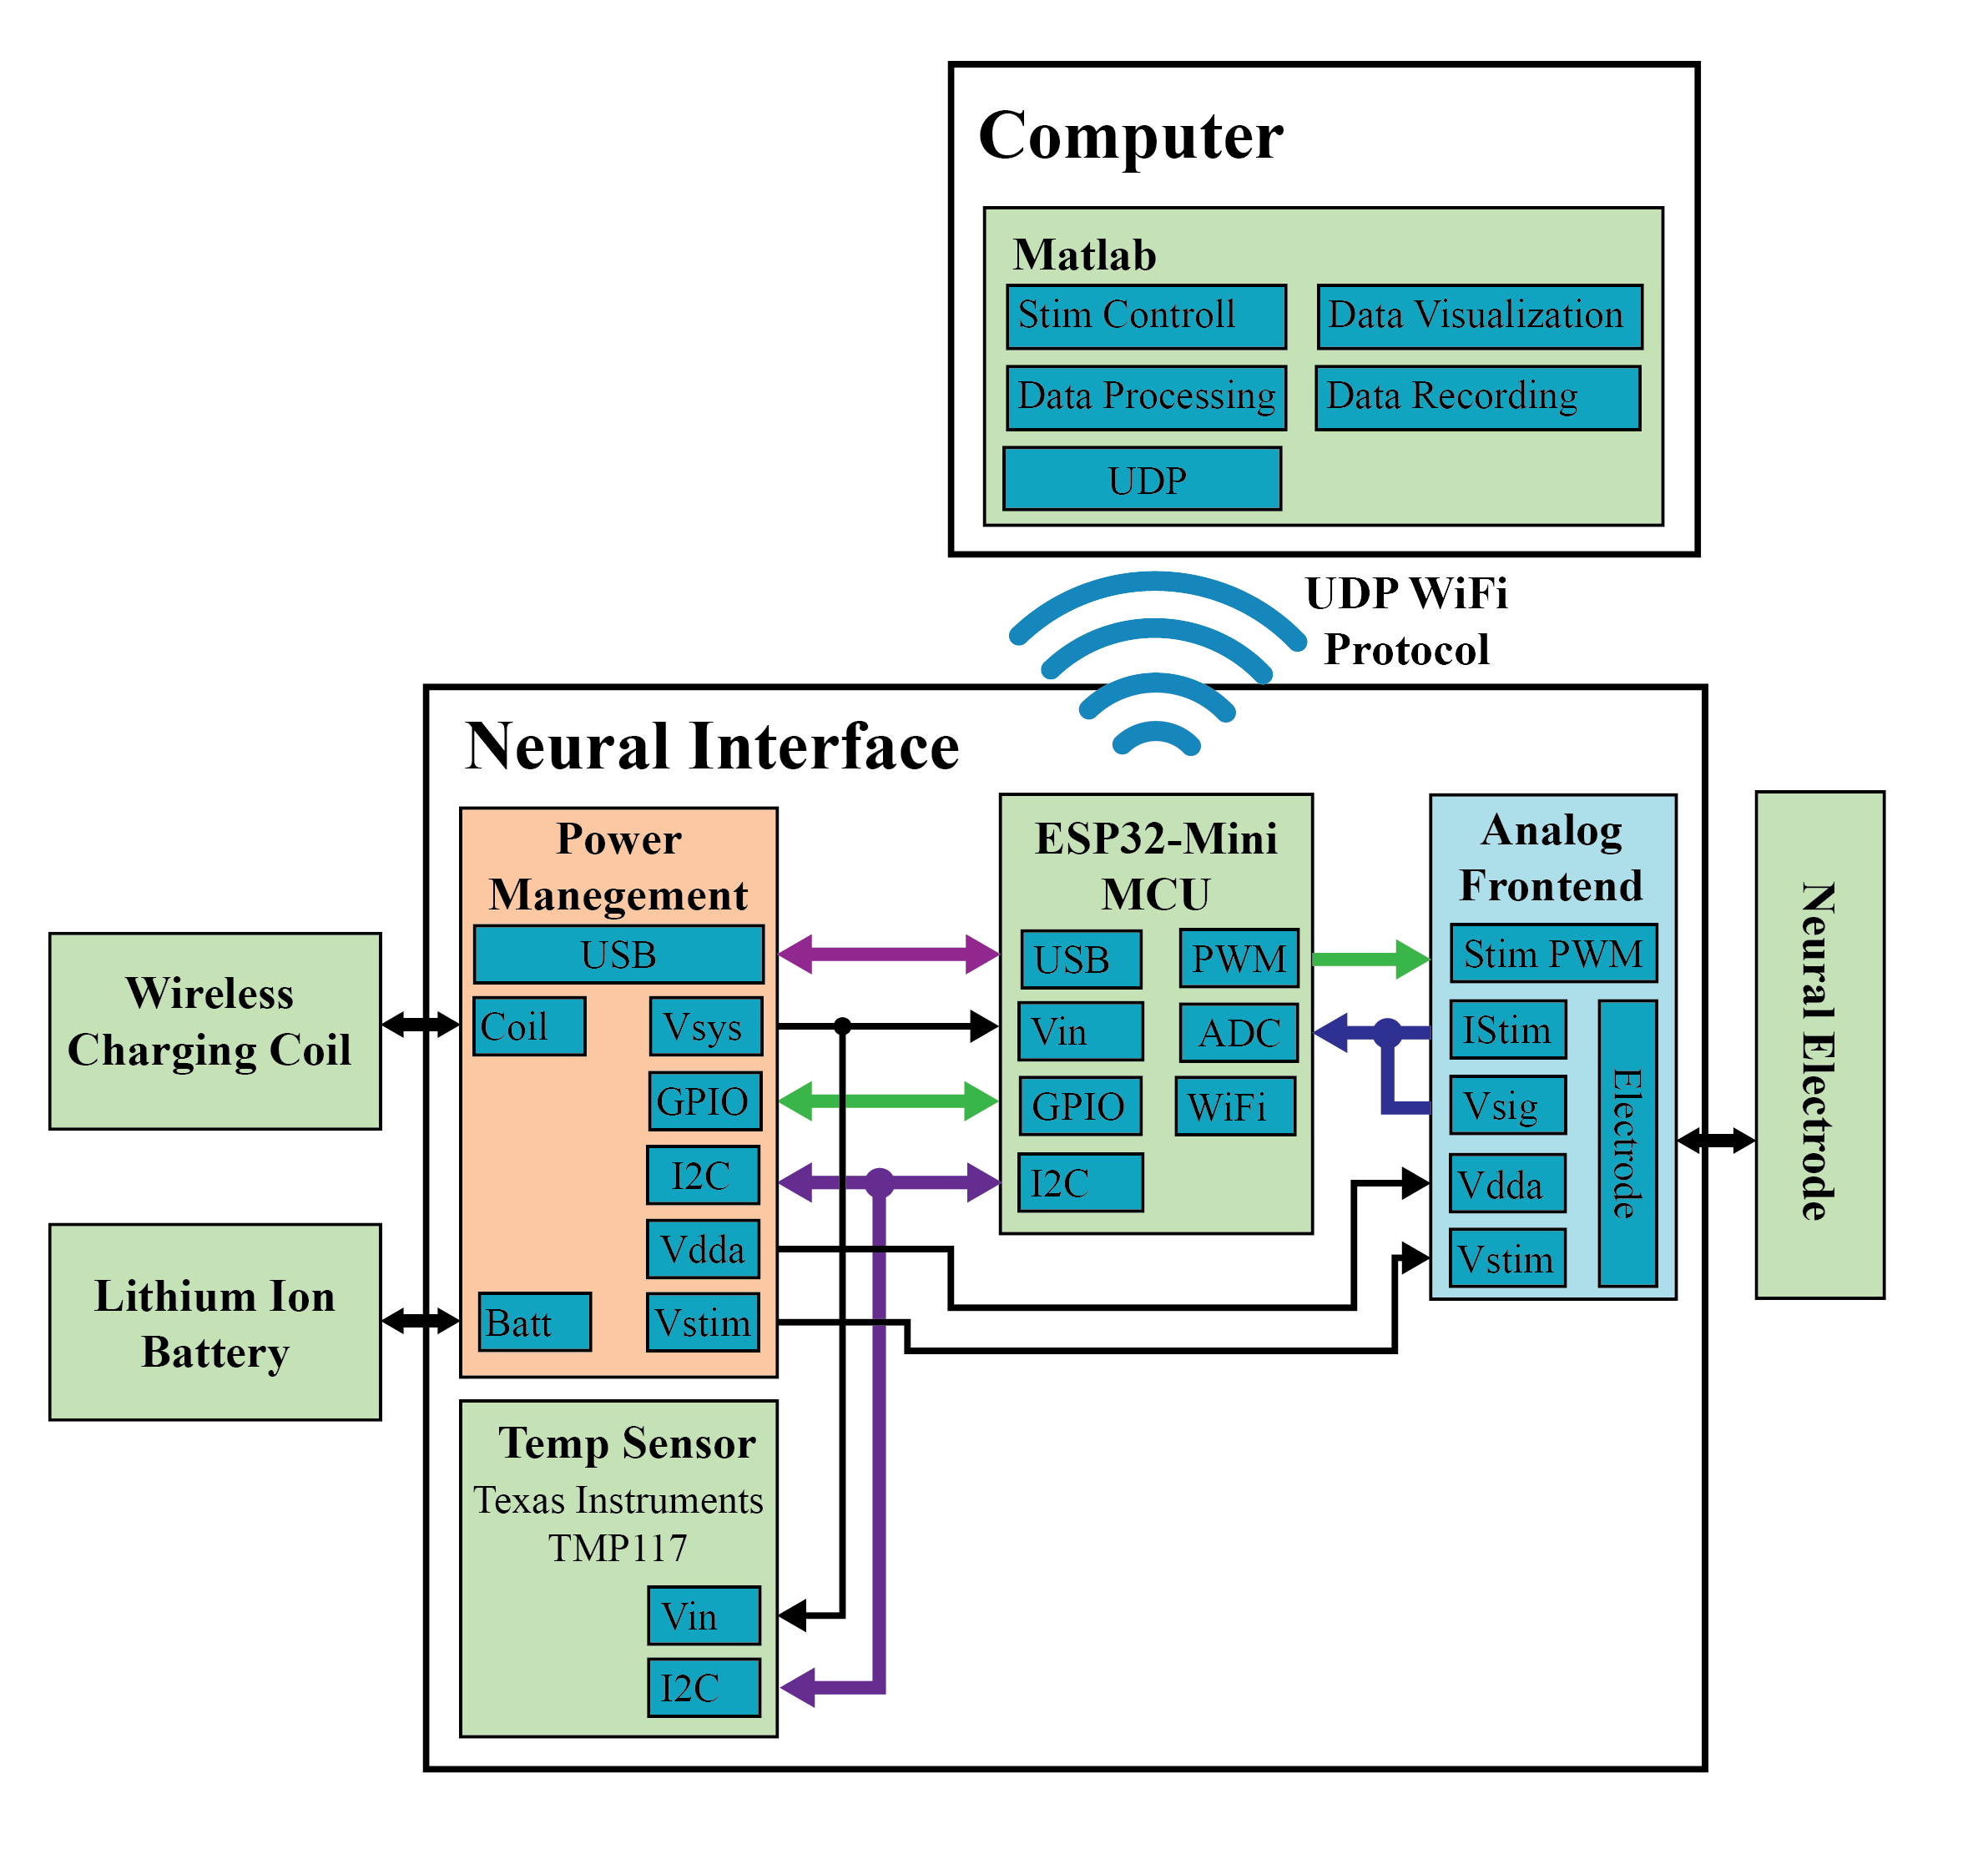 Computer
Matlab
Stim Controll
Data Visualization
Data Processing
Data Recording
UDP
UDP WiFi
Protocol
Neural Interface
Power
Manegement
USB
Coil
Vsys
GPIO
I2C
Vdda
Batt
Vstim
ESP32-Mini
MCU
USB
PWM
Vin
ADC
GPIO
WiFi
I2C
Analog
Frontend
Stim PWM
IStim
Vsig
Vdda
Vstim
Electrode
Neural Electrode
Wireless
Charging Coil
Lithium Ion
Battery
Temp Sensor
Texas Instruments
TMP117
Vin
I2C